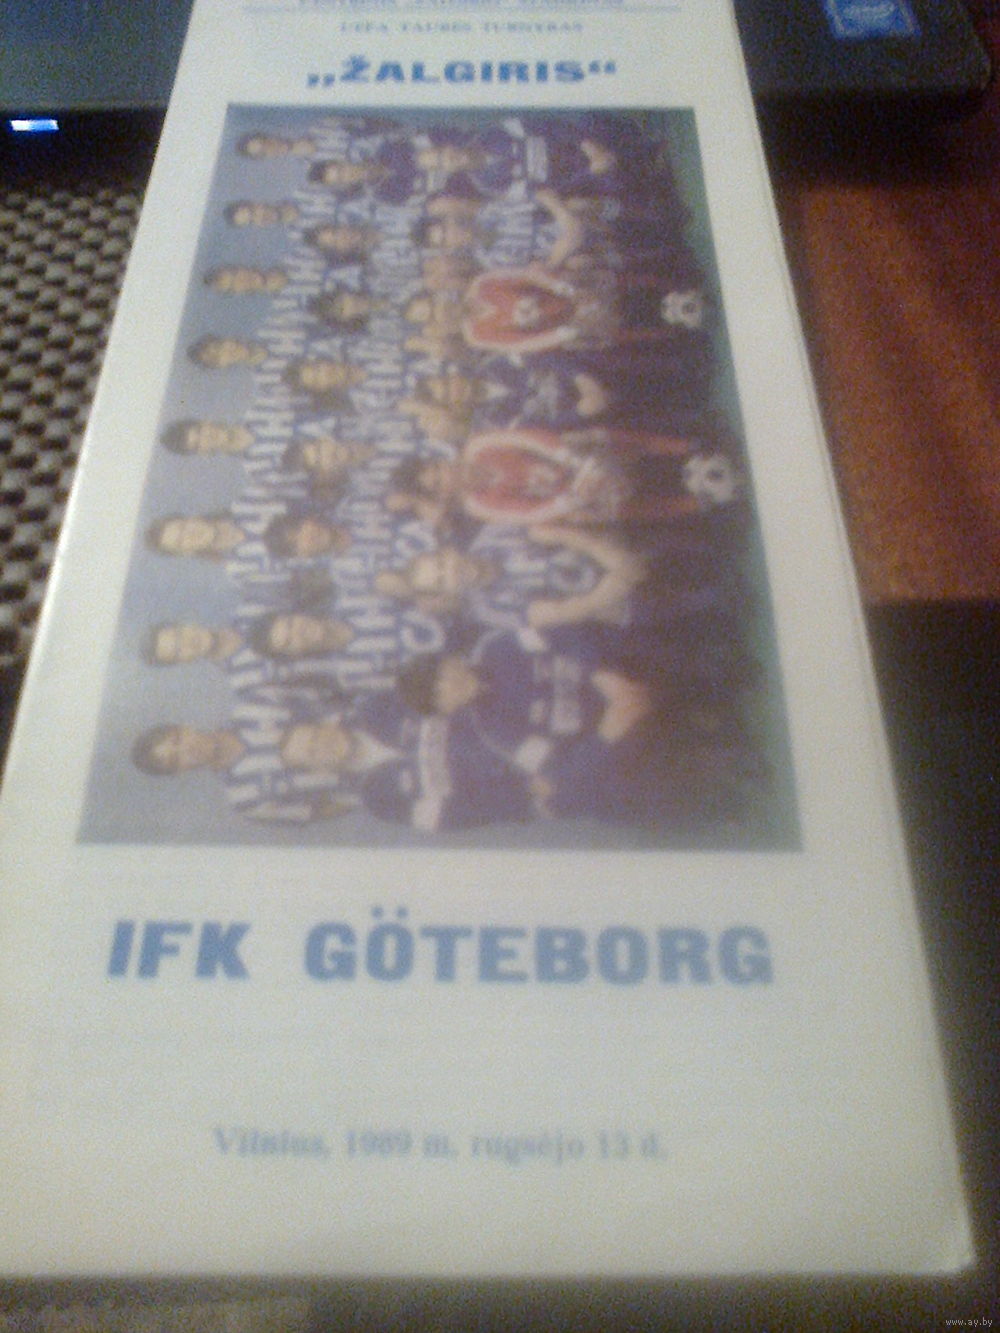 UEFA TAURĖS TURNYRAS
„ŽALGIRIS“
IFK GÖTEBORG
Vilnius, 1989 m. rugsėjo 13 d.
www.ay.by